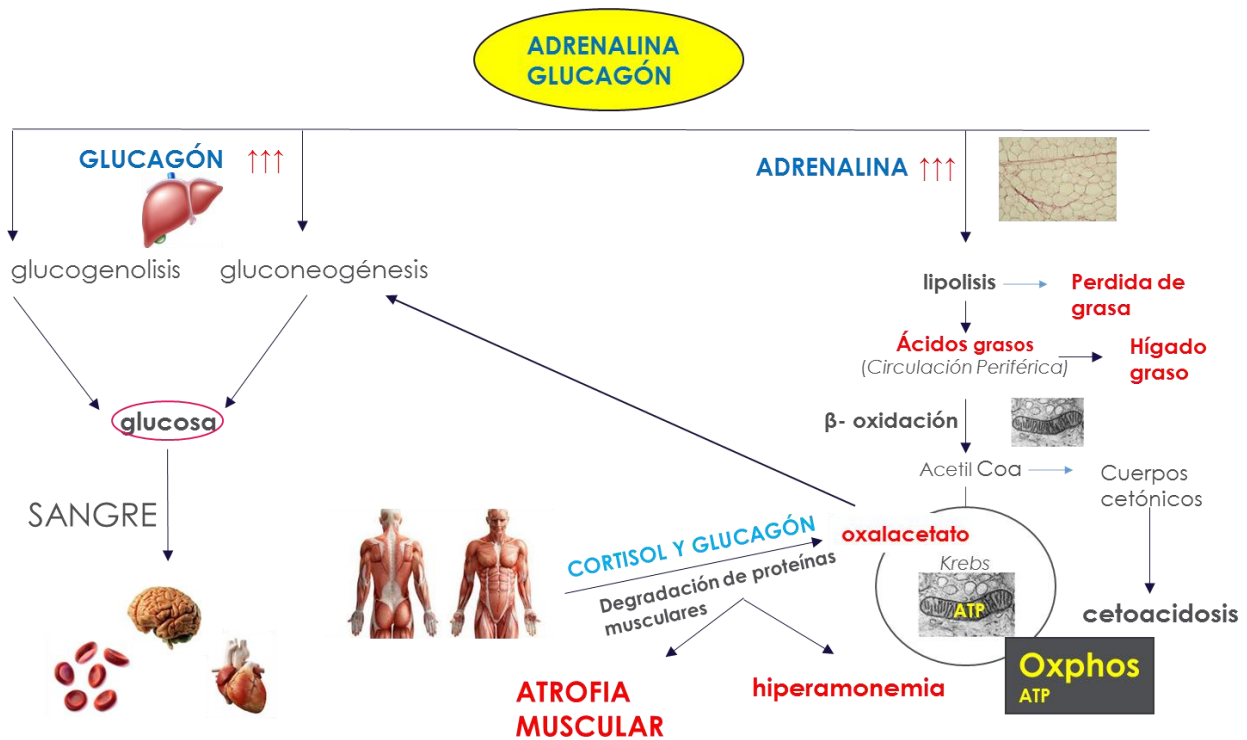 ADRENALINA
GLUCAGÓN
GLUCAGÓN ↑↑↑
ADRENALINA ↑↑↑
glucogenolisis
gluconeogénesis
lipolisis
Perdida de
grasa
Ácidos grasos
(Circulación Periférica)
Hígado
graso
glucosa
β- oxidación
Acetil Coa
Cuerpos
cetónicos
SANGRE
CORTISOL Y GLUCAGÓN
oxalacetato
Degradación de proteínas
musculares
Krebs
ATP
cetoacidosis
Oxphos
ATP
ATROFIA
MUSCULAR
hiperamonemia